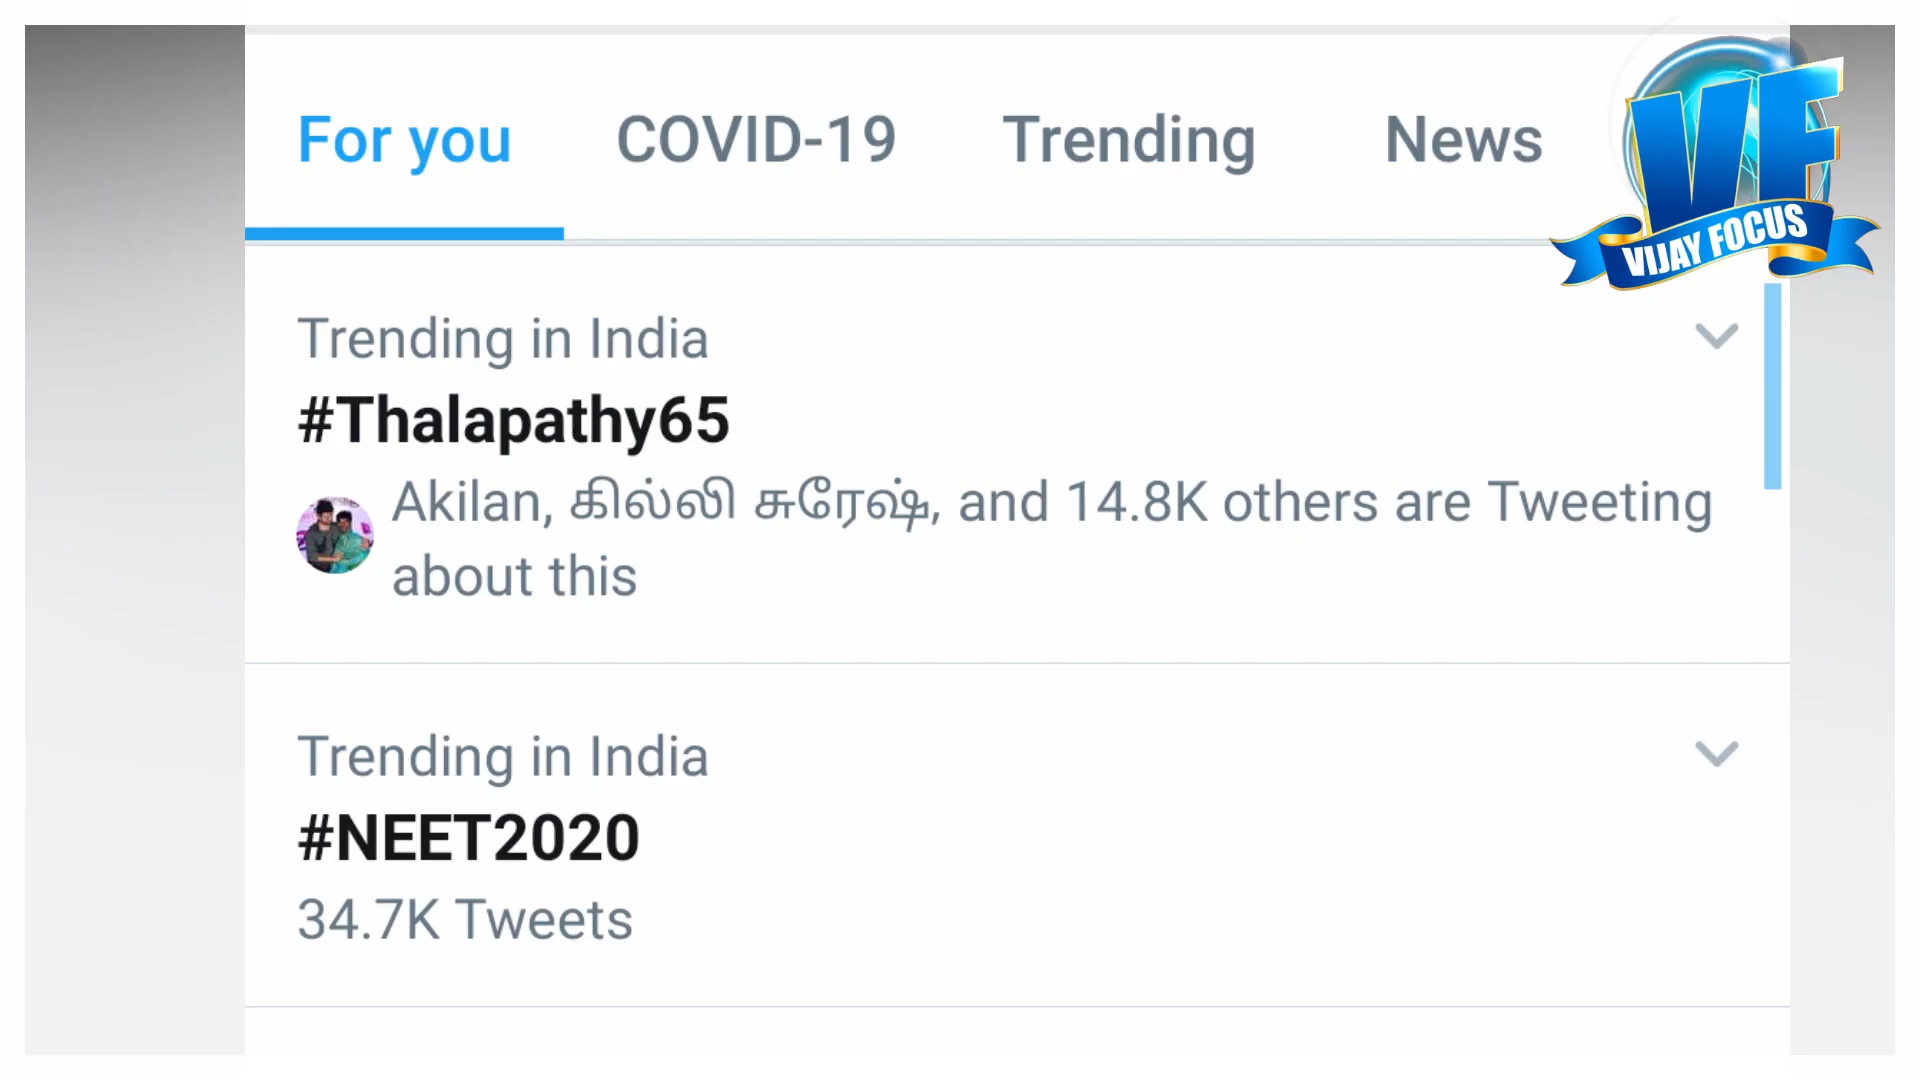 For you COVID-19 Trending News
VF
VIJAY FOCUS
Trending in India
#Thalapathy65
Akilan, கில்லி சுரேஷ், and 14.8K others are Tweeting
about this
Trending in India
#NEET2020
34.7K Tweets